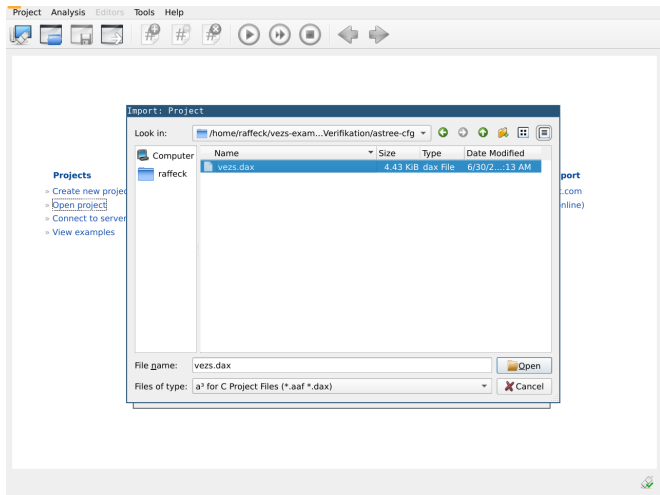 Project Analysis Editors Tools Help
Import: Project
Look in: /home/raffeck/vezs-exam...Verifikation/astree-cfg
Computer
raffeck
Name Size Type Date Modified
vezs.dax 4.43 KiB dax File 6/30/2...:13 AM
Projects
» Create new projec
» Open project
» Connect to server
» View examples
port
t.com
nline)
File name: vezs.dax Open
Files of type: a³ for C Project Files (*.aaf *.dax) Cancel